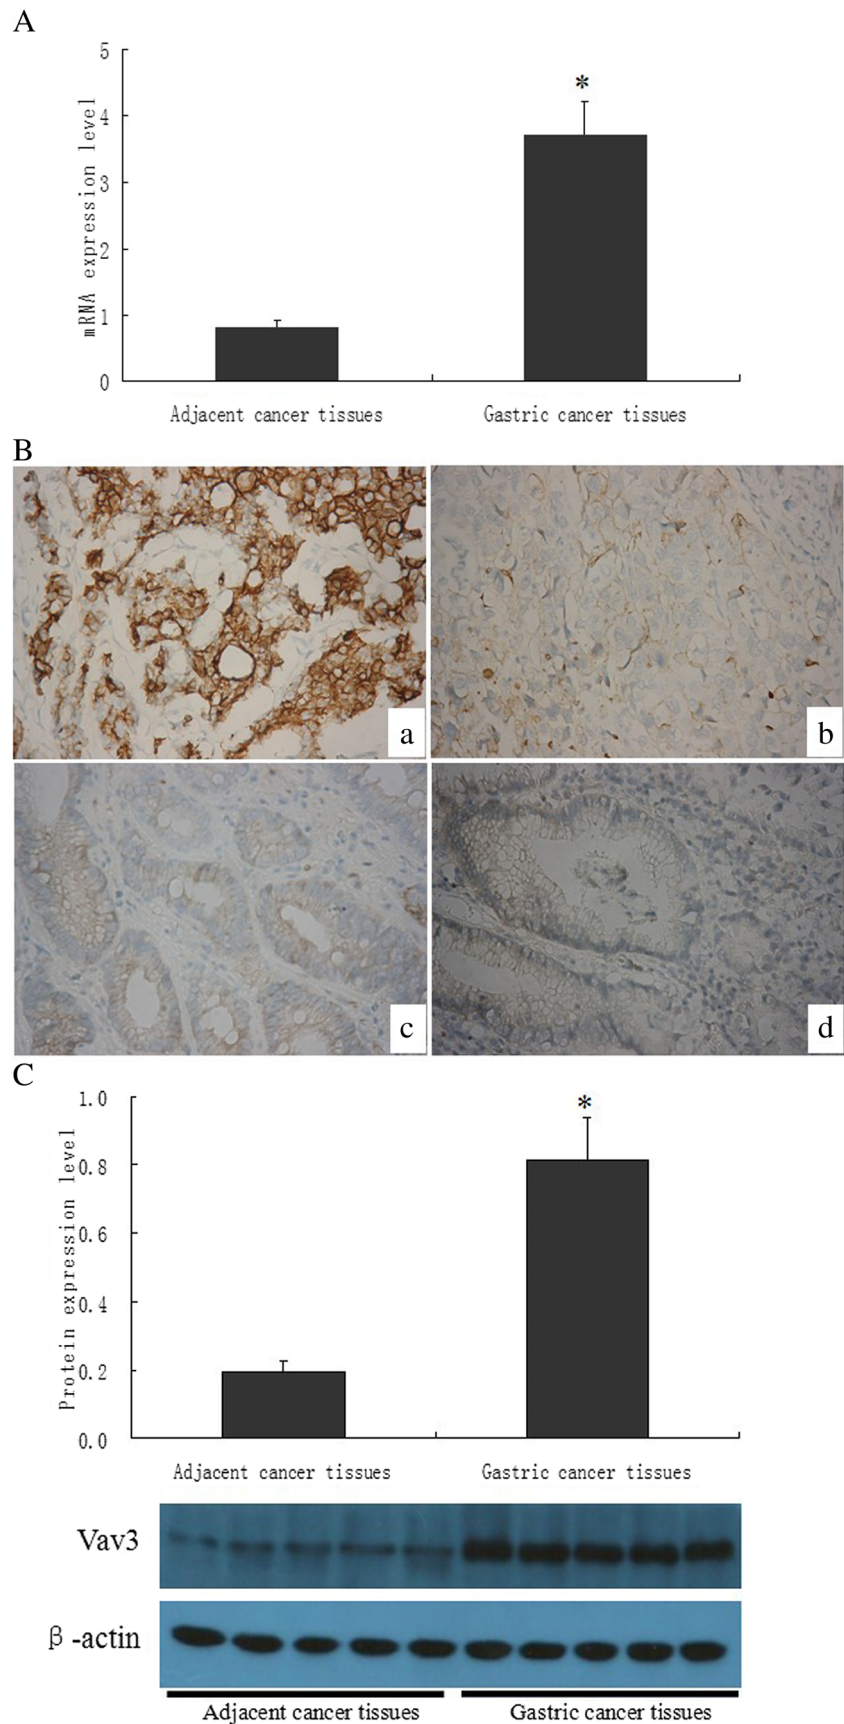 A
5
4
3
2
1
0
mRNA expression level
*
Adjacent cancer tissues
Gastric cancer tissues
B
a
b
c
d
C
1.0
0.8
0.6
0.4
0.2
0.0
Protein expression level
*
Adjacent cancer tissues
Gastric cancer tissues
Vav3
β-actin
Adjacent cancer tissues
Gastric cancer tissues